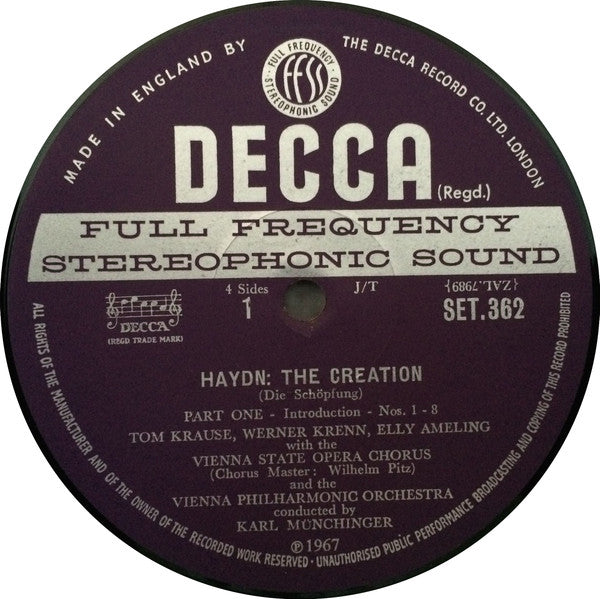 MADE IN ENGLAND BY
FULL FREQUENCY
STEREOPHONIC SOUND
FFSS
THE DECCA RECORD CO. LTD. LONDON
DECCA (Regd.)
FULL FREQUENCY
STEREOPHONIC SOUND
DECCA
(REGD TRADE MARK)
4 Sides
1
J/T
{ZAL.7989}
SET.362
HAYDN: THE CREATION
(Die Schöpfung)
PART ONE - Introduction - Nos. 1 - 8
TOM KRAUSE, WERNER KRENN, ELLY AMELING
with the
VIENNA STATE OPERA CHORUS
(Chorus Master: Wilhelm Pitz)
and the
VIENNA PHILHARMONIC ORCHESTRA
conducted by
KARL MÜNCHINGER
℗1967
ALL RIGHTS OF THE MANUFACTURER AND OF THE OWNER OF THE RECORDED WORK RESERVED · UNAUTHORISED PUBLIC PERFORMANCE BROADCASTING AND COPYING OF THIS RECORD PROHIBITED